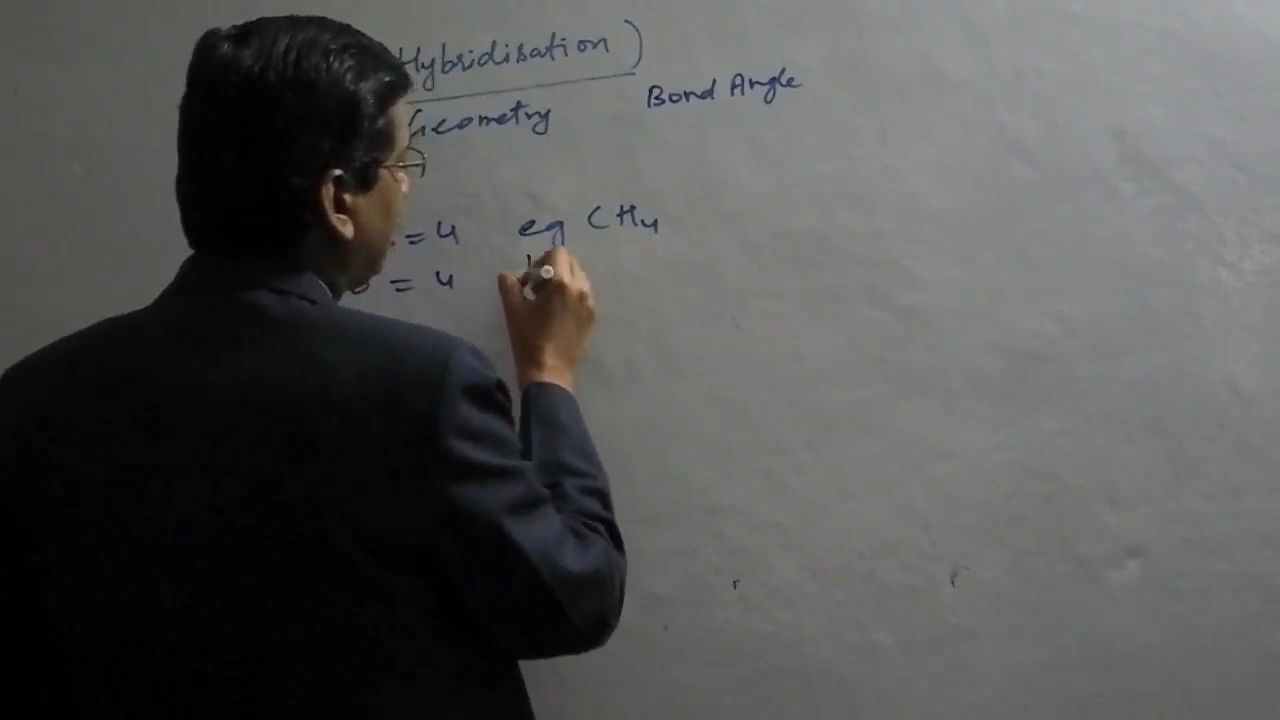 Hybridisation )
Geometry Bond Angle
= 4 eg CH4
= 4